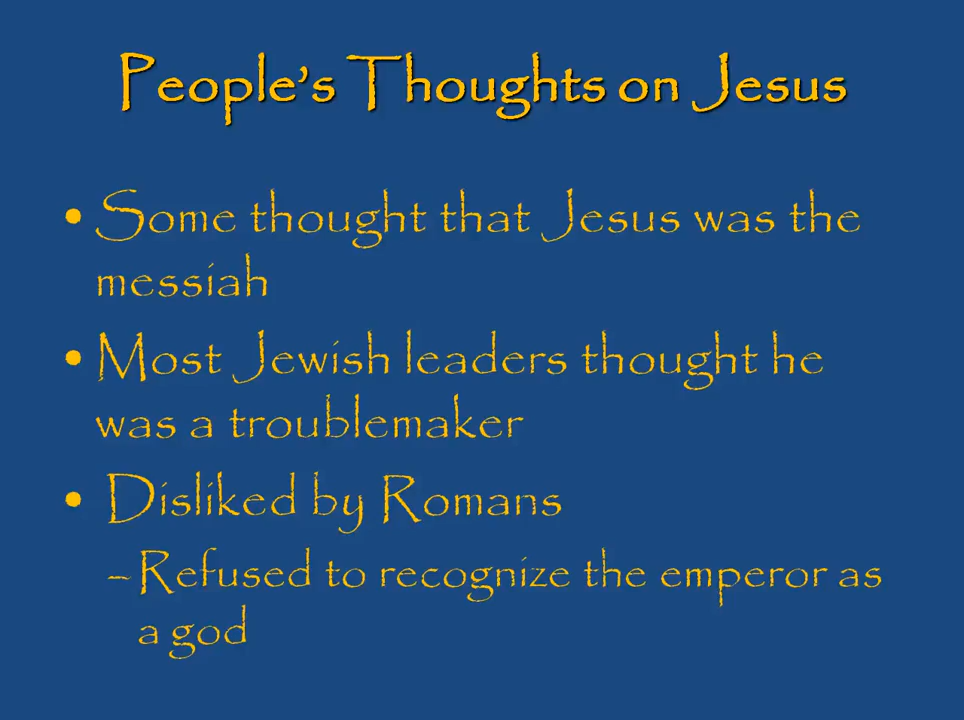 People’s Thoughts on Jesus
• Some thought that Jesus was the
messiah
• Most Jewish leaders thought he
was a troublemaker
• Disliked by Romans
– Refused to recognize the emperor as
a god